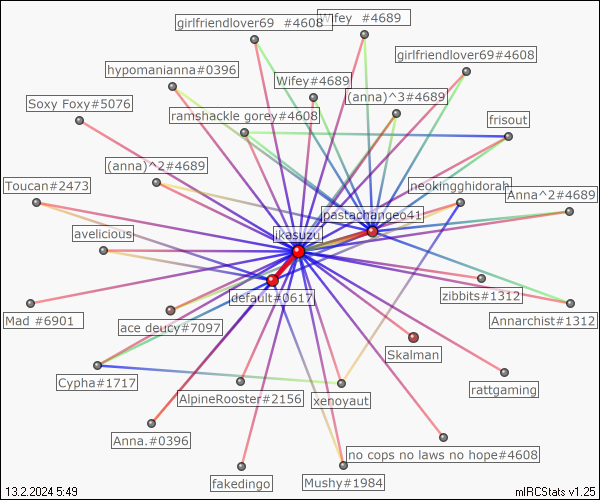 girlfriendlover69  #4608
Wifey  #4689
girlfriendlover69#4608
hypomanianna#0396
Wifey#4689
(anna)^3#4689
Soxy Foxy#5076
ramshackle gorey#4608
frisout
(anna)^2#4689
Toucan#2473
neokingghidorah
Anna^2#4689
pastachangeo41
avelicious
ikasuzu
default#0617
zibbits#1312
Mad #6901
ace deucy#7097
Annarchist#1312
Skalman
Cypha#1717
rattgaming
AlpineRooster#2156
xenoyaut
Anna.#0396
no cops no laws no hope#4608
fakedingo
Mushy#1984
13.2.2024 5:49
mIRCStats v1.25